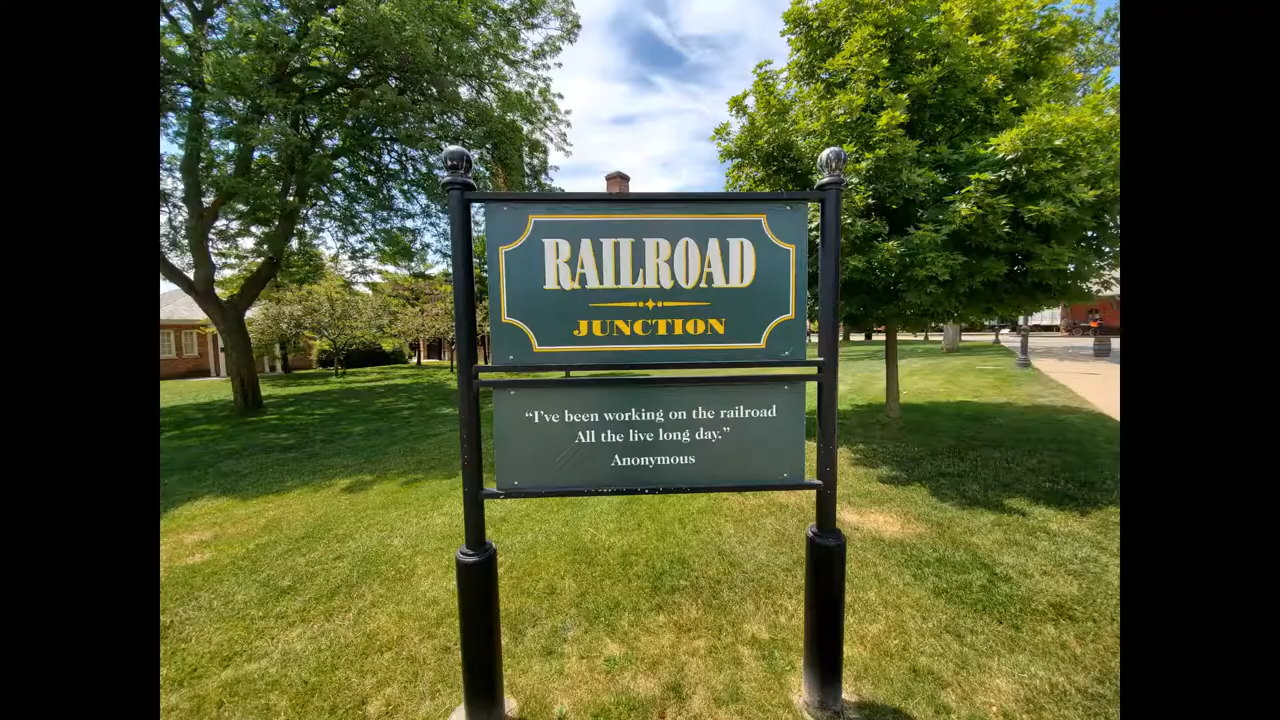 RAILROAD
JUNCTION
“I've been working on the railroad
All the live long day.”
Anonymous